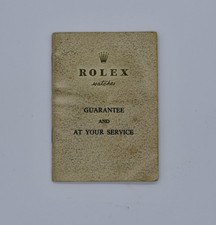 ROLEX
watches
GUARANTEE
AND
AT YOUR SERVICE